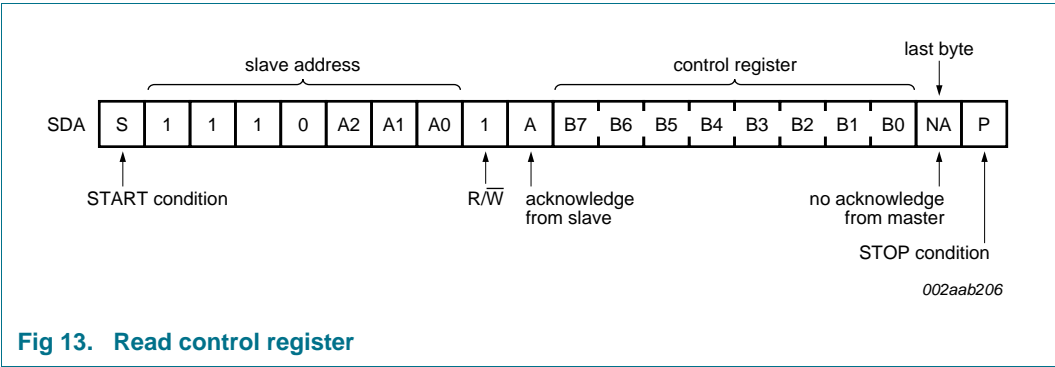 last byte
slave address control register
SDA S 1 1 1 0 A2 A1 A0 1 A B7 B6 B5 B4 B3 B2 B1 B0 NA P
START condition R/W̅ acknowledge from slave no acknowledge from master
STOP condition
002aab206
Fig 13. Read control register